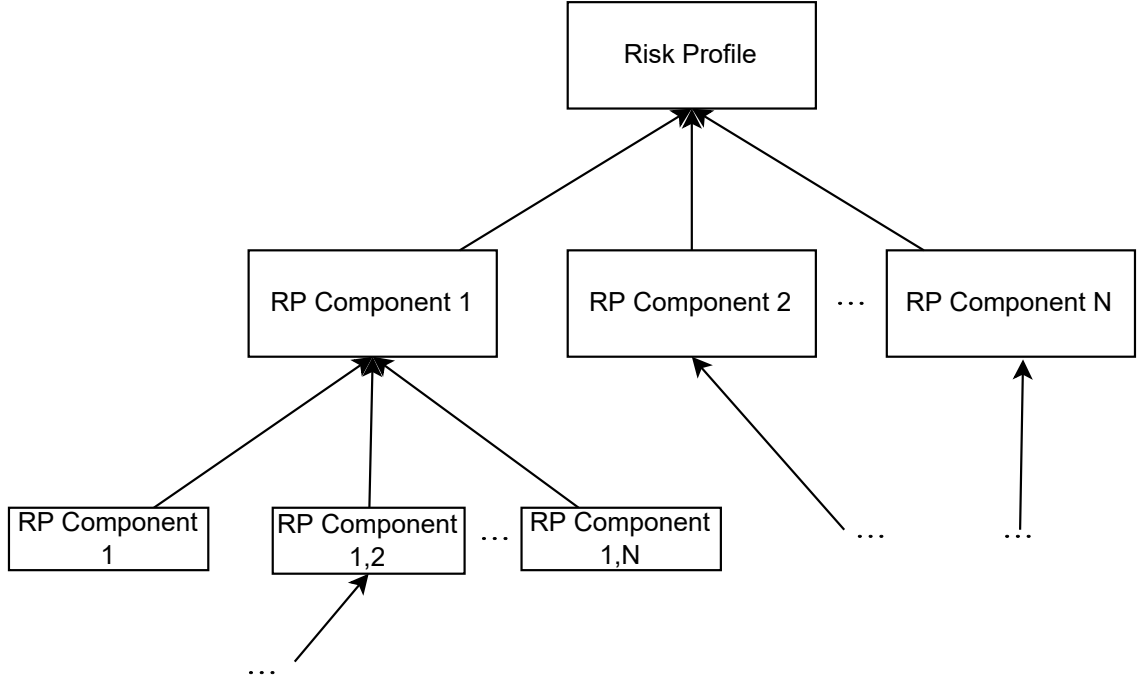 Risk Profile
RP Component 1
RP Component 2
...
RP Component N
RP Component
1
RP Component
1,2
...
RP Component
1,N
...
...
...